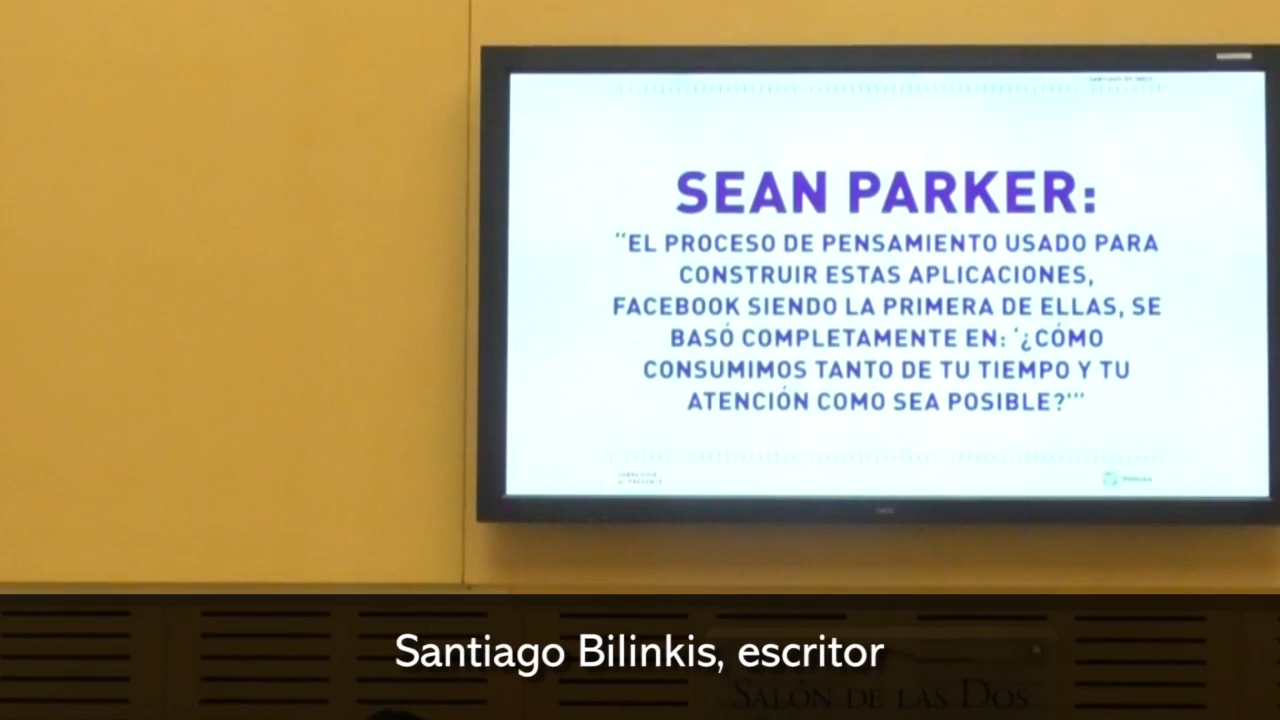 SEAN PARKER:
"EL PROCESO DE PENSAMIENTO USADO PARA
CONSTRUIR ESTAS APLICACIONES,
FACEBOOK SIENDO LA PRIMERA DE ELLAS, SE
BASÓ COMPLETAMENTE EN: '¿CÓMO
CONSUMIMOS TANTO DE TU TIEMPO Y TU
ATENCIÓN COMO SEA POSIBLE?'"
NEC
Santiago Bilinkis, escritor
SALÓN DE LAS DOS